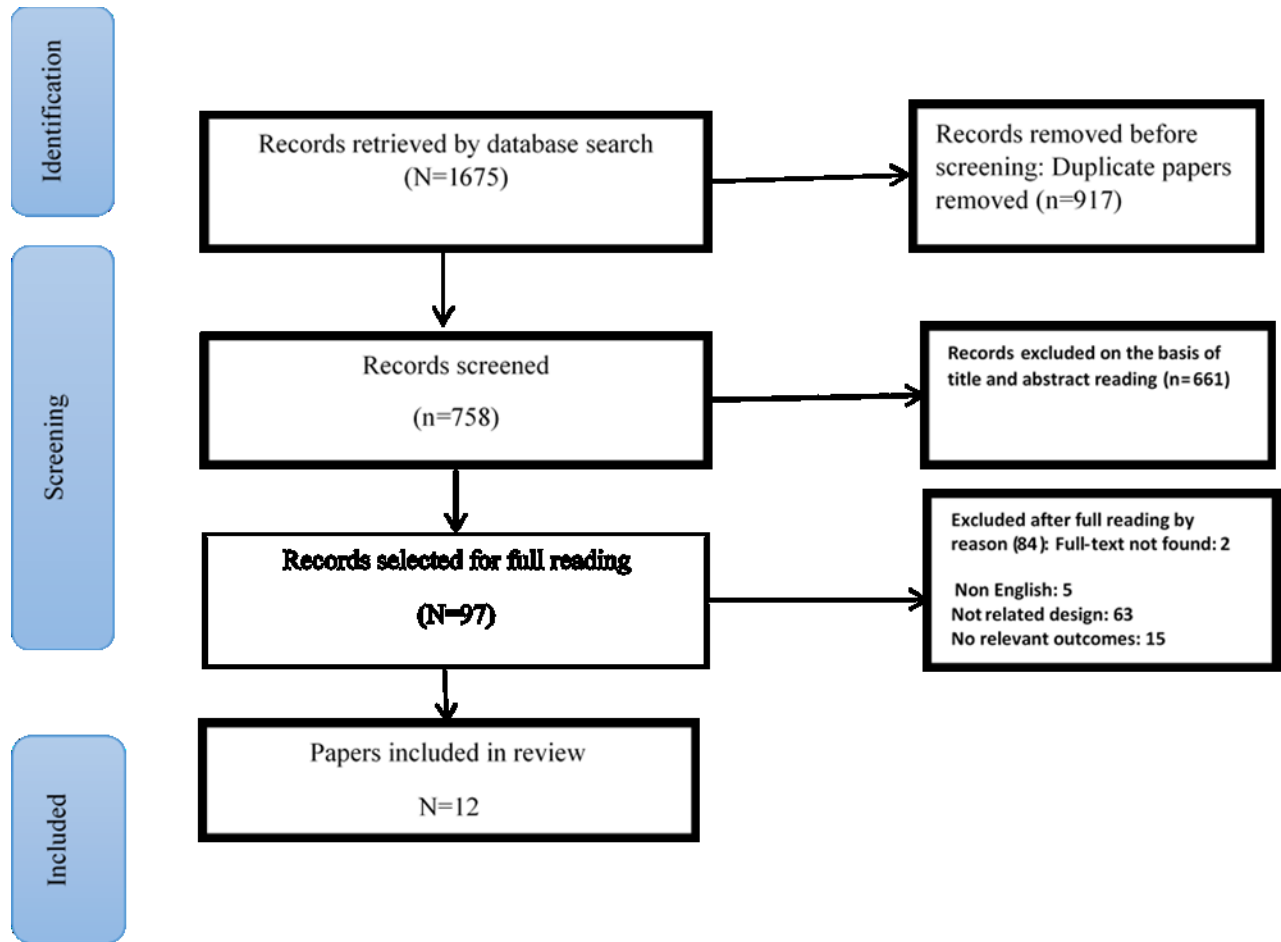 Identification
Records retrieved by database search
(N=1675)
Records removed before
screening: Duplicate papers
removed (n=917)
Screening
Records screened
(n=758)
Records excluded on the basis of
title and abstract reading (n=661)
Records selected for full reading
(N=97)
Excluded after full reading by
reason (84): Full-text not found: 2
Non English: 5
Not related design: 63
No relevant outcomes: 15
Included
Papers included in review
N=12